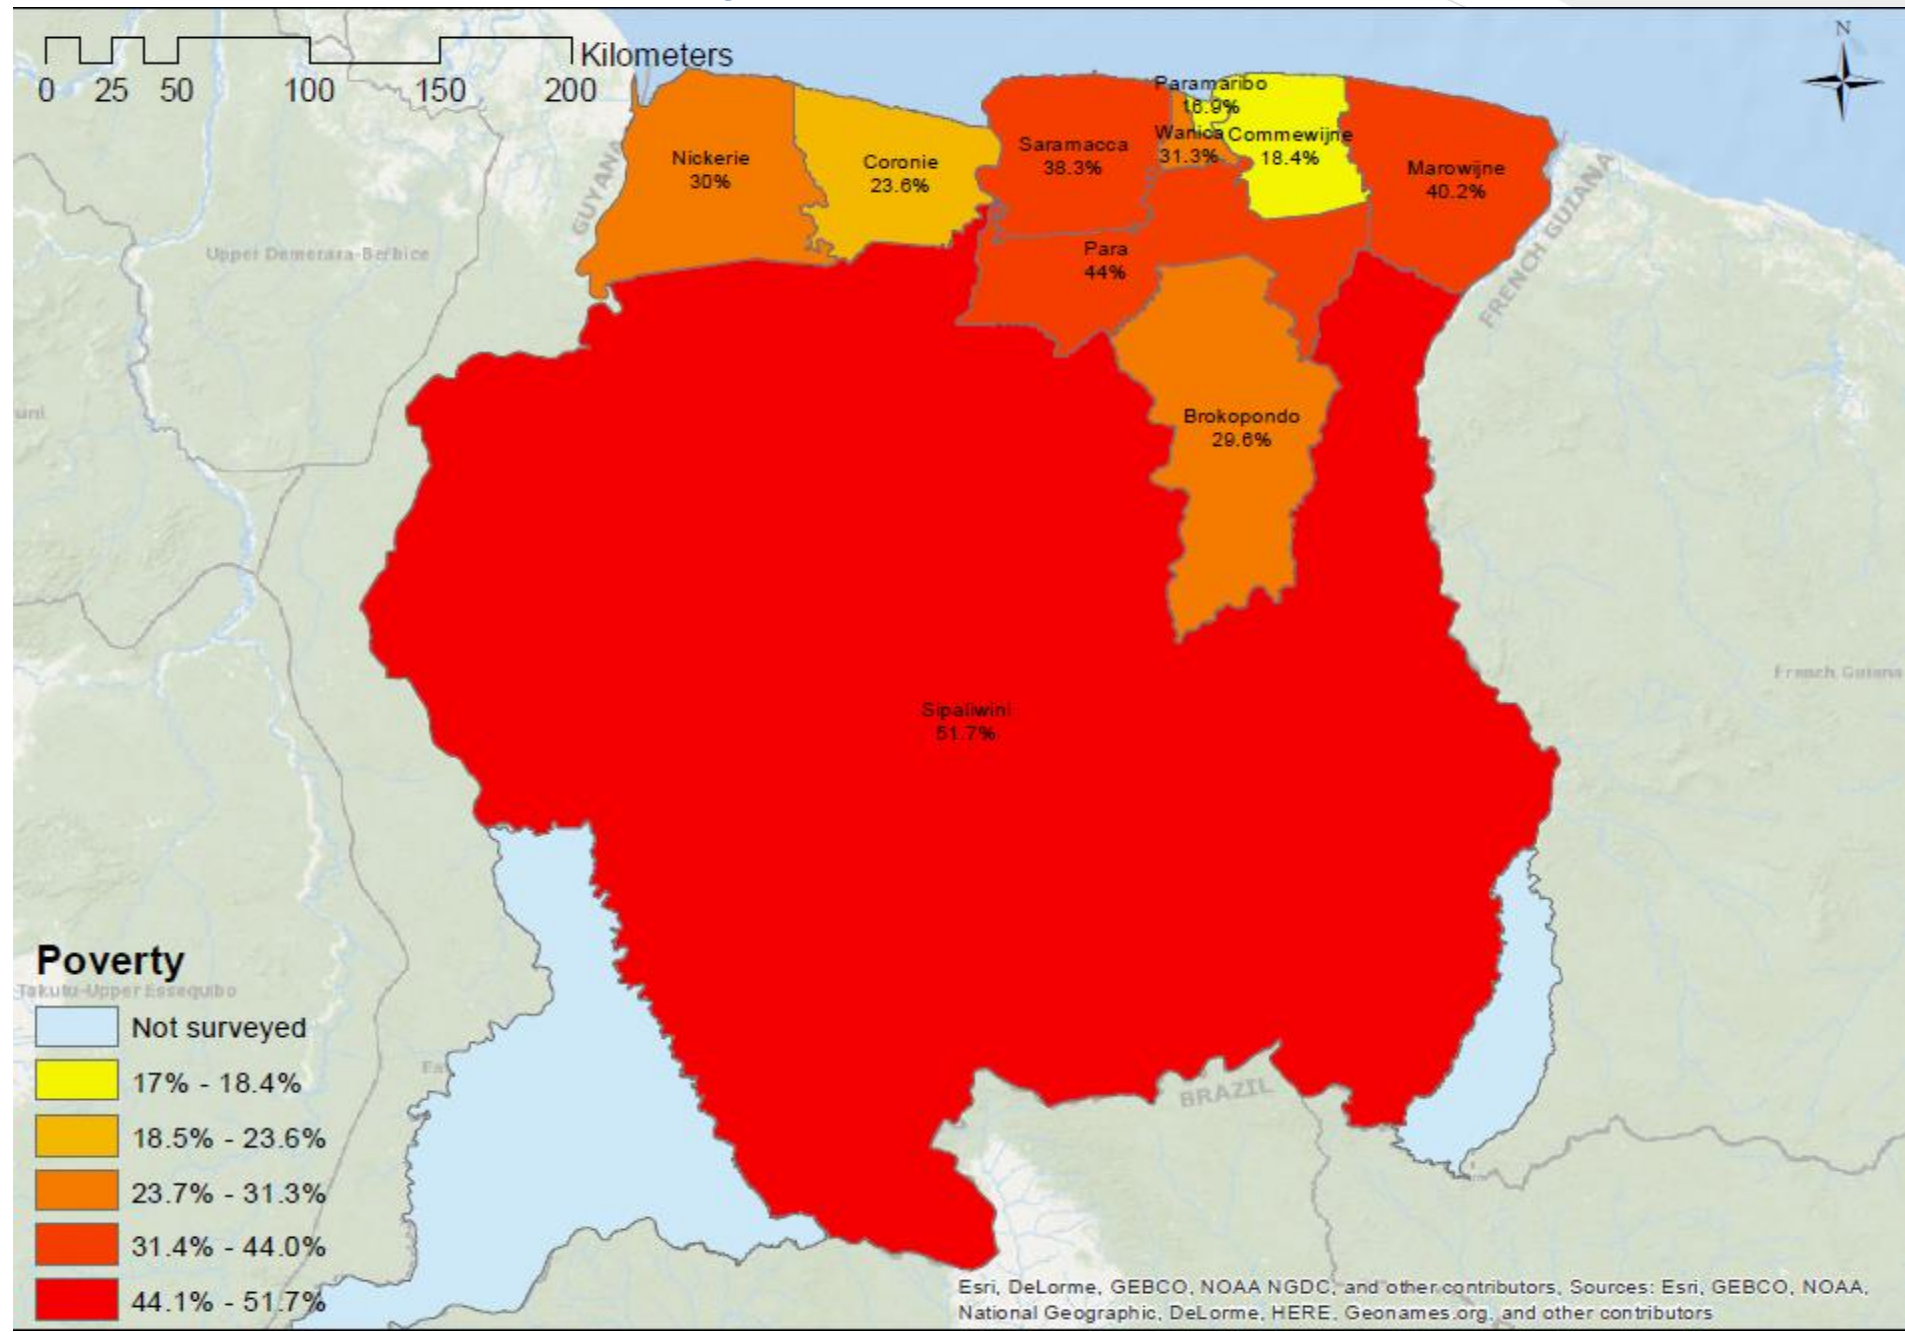 Kilometers
0 25 50 100 150 200
N
Paramaribo
16.9%
Wanica
31.3%
Commewijne
18.4%
Saramacca
38.3%
Nickerie
30%
Coronie
23.6%
Marowijne
40.2%
GUYANA
FRENCH GUIANA
Upper Demerara-Berbice
Para
44%
Brokopondo
29.6%
French Guiana
Sipaliwini
51.7%
BRAZIL
Poverty
Takutu-Upper Essequibo
Not surveyed
17% - 18.4%
18.5% - 23.6%
23.7% - 31.3%
31.4% - 44.0%
44.1% - 51.7%
Esri, DeLorme, GEBCO, NOAA NGDC, and other contributors, Sources: Esri, GEBCO, NOAA,
National Geographic, DeLorme, HERE, Geonames.org, and other contributors